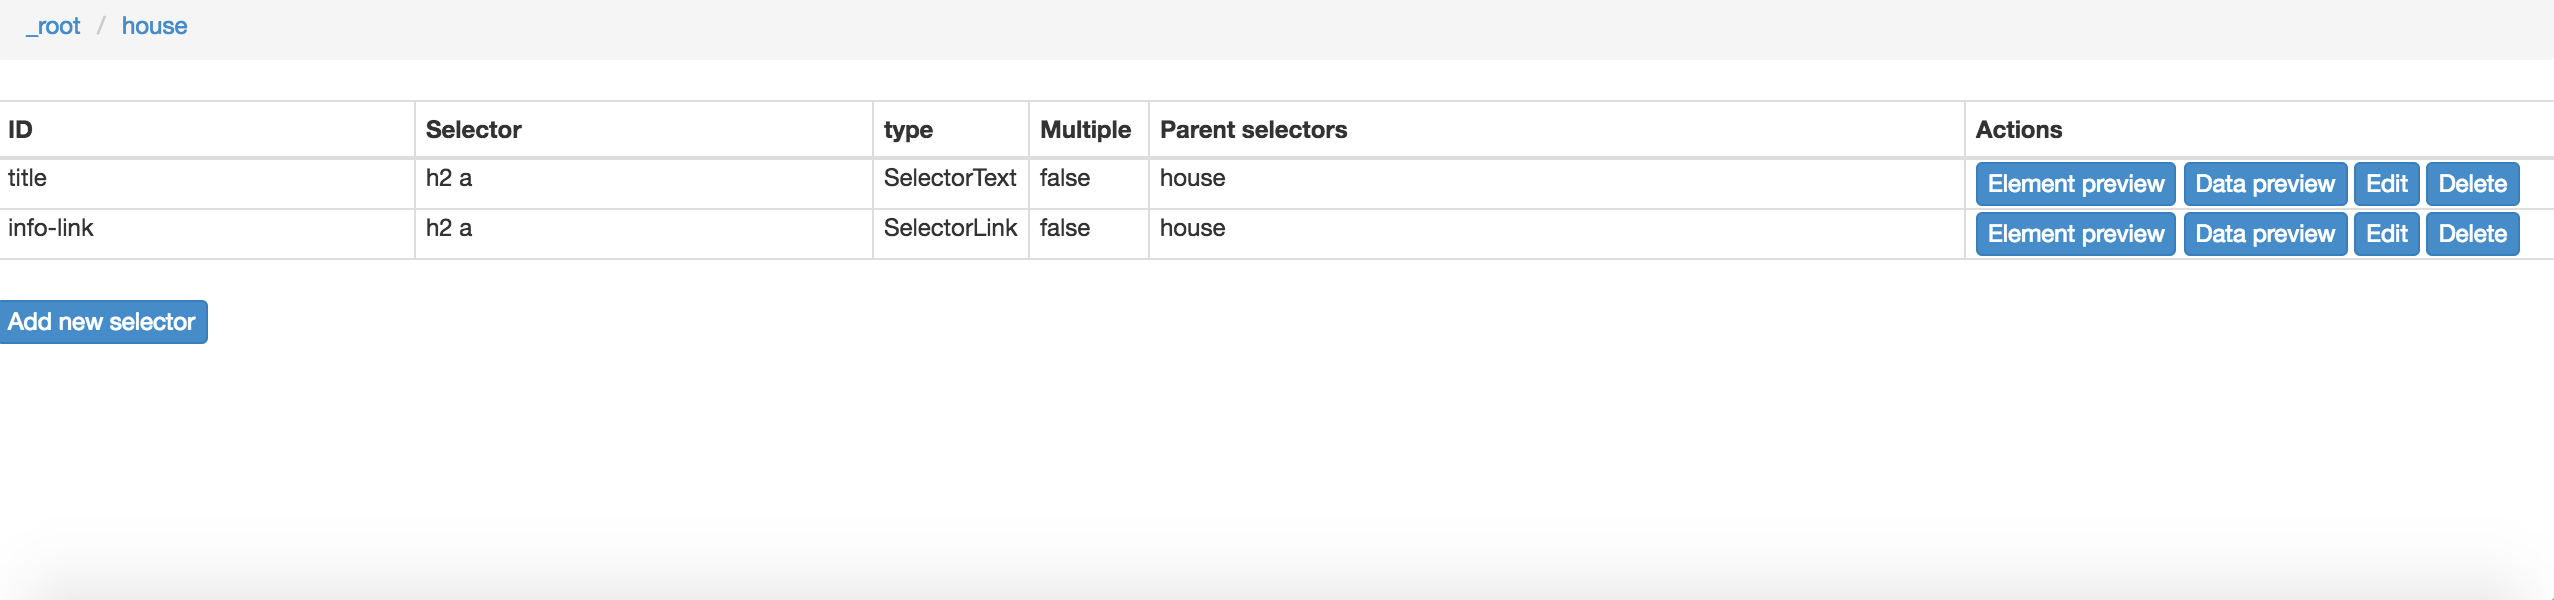 _root / house
ID Selector type Multiple Parent selectors Actions
title h2 a SelectorText false house Element preview Data preview Edit Delete
info-link h2 a SelectorLink false house Element preview Data preview Edit Delete
Add new selector